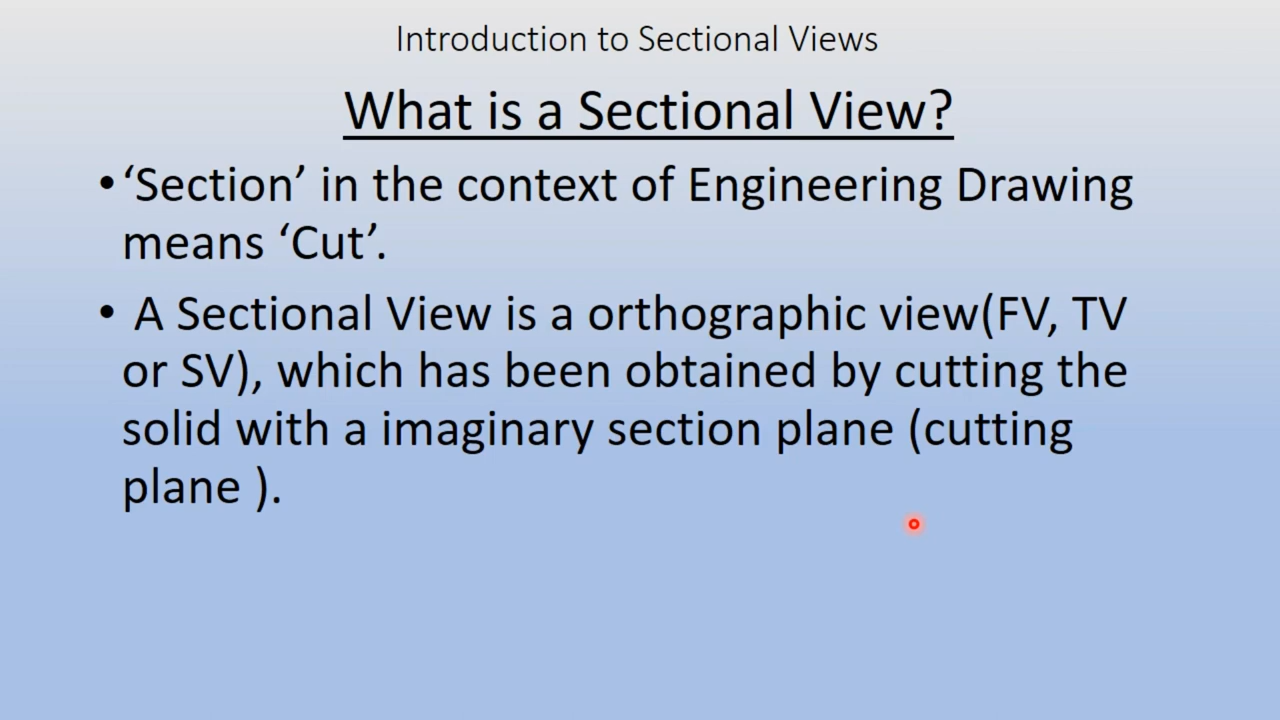 Introduction to Sectional Views
What is a Sectional View?
•‘Section’ in the context of Engineering Drawing
means ‘Cut’.
• A Sectional View is a orthographic view(FV, TV
or SV), which has been obtained by cutting the
solid with a imaginary section plane (cutting
plane ).